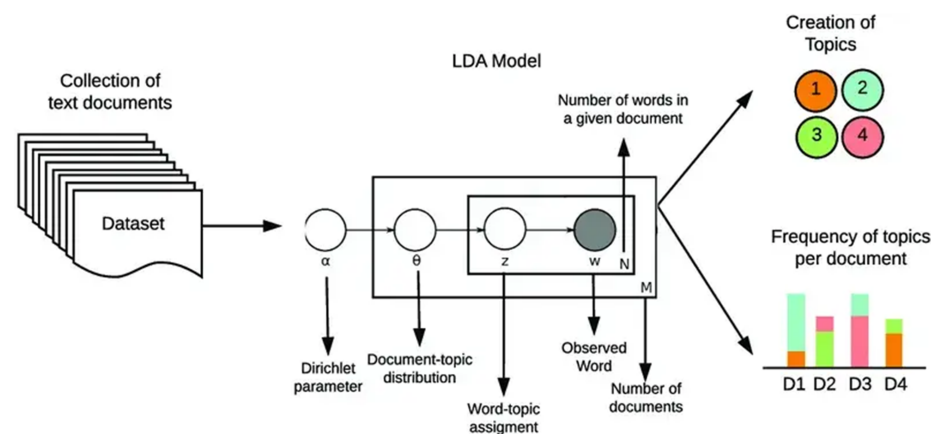 Collection of
text documents
Dataset
LDA Model
Number of words in
a given document
α
θ
z
w
N
M
Dirichlet
parameter
Document-topic
distribution
Word-topic
assigment
Observed
Word
Number of
documents
Creation of
Topics
1
2
3
4
Frequency of topics
per document
D1 D2 D3 D4